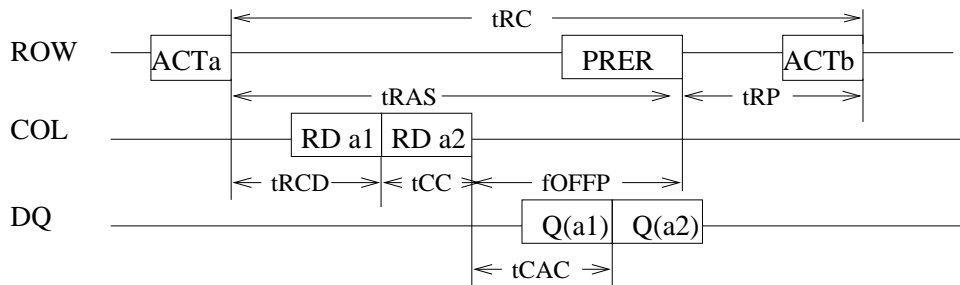 tRC
ROW
ACTa
PRER
ACTb
tRAS
tRP
COL
RD a1
RD a2
tRCD
tCC
fOFFP
DQ
Q(a1)
Q(a2)
tCAC